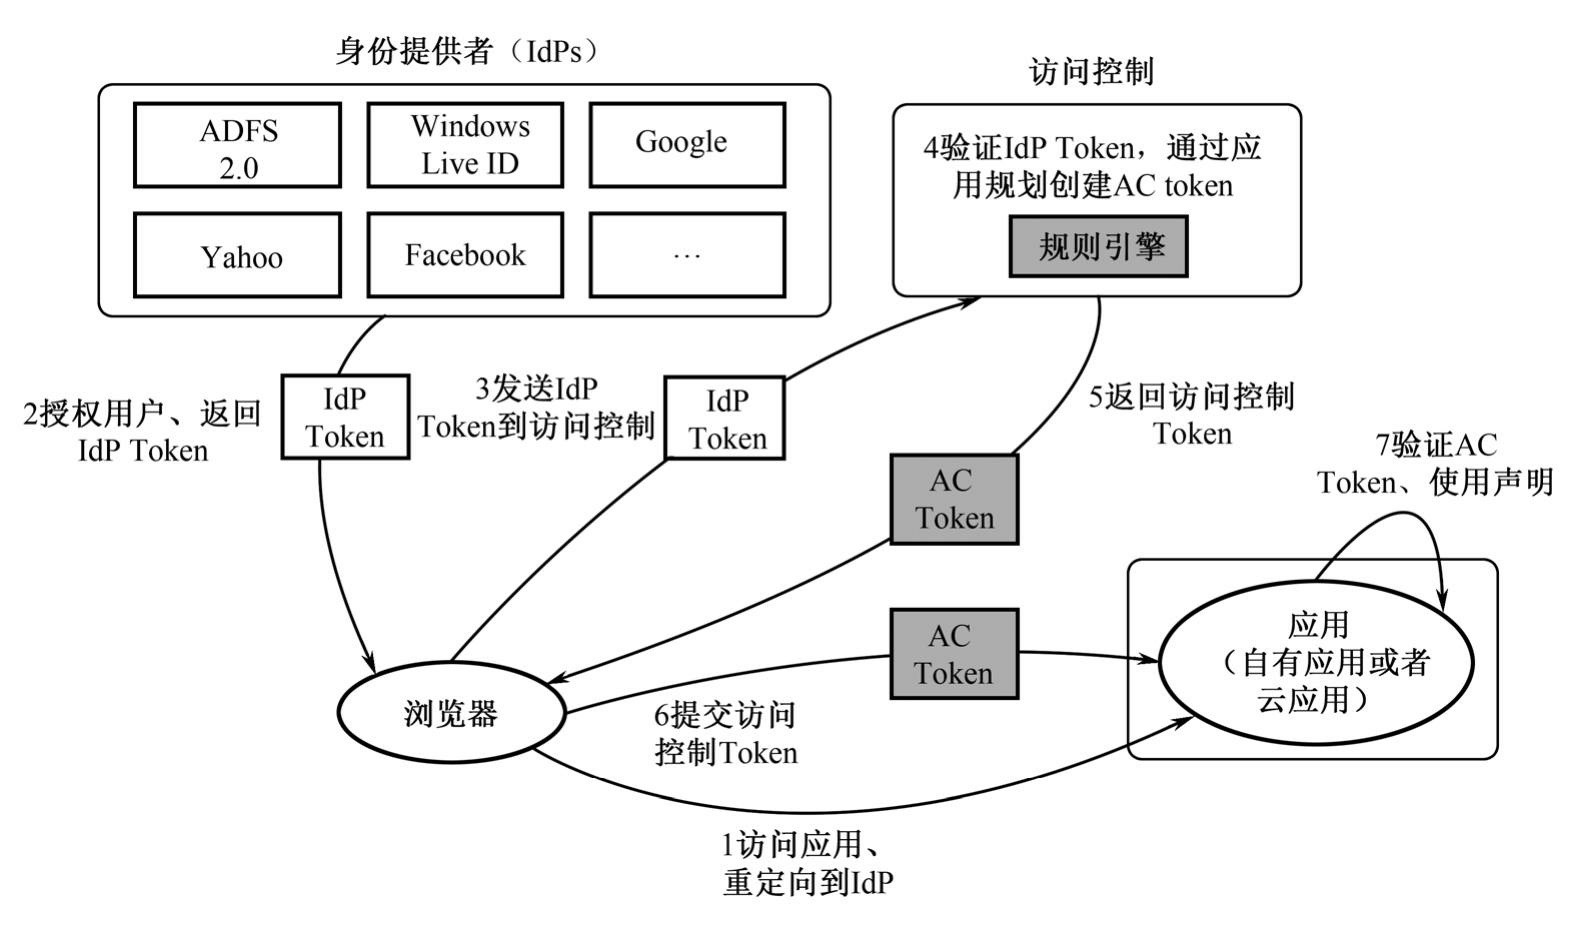 身份提供者（IdPs）
ADFS
2.0
Windows
Live ID
Google
Yahoo
Facebook
…
访问控制
4验证IdP Token，通过应
用规划创建AC token
规则引擎
2授权用户、返回
IdP Token
IdP
Token
3发送IdP
Token到访问控制
IdP
Token
5返回访问控制
Token
AC
Token
7验证AC
Token、使用声明
AC
Token
应用
（自有应用或者
云应用）
浏览器
6提交访问
控制Token
1访问应用、
重定向到IdP